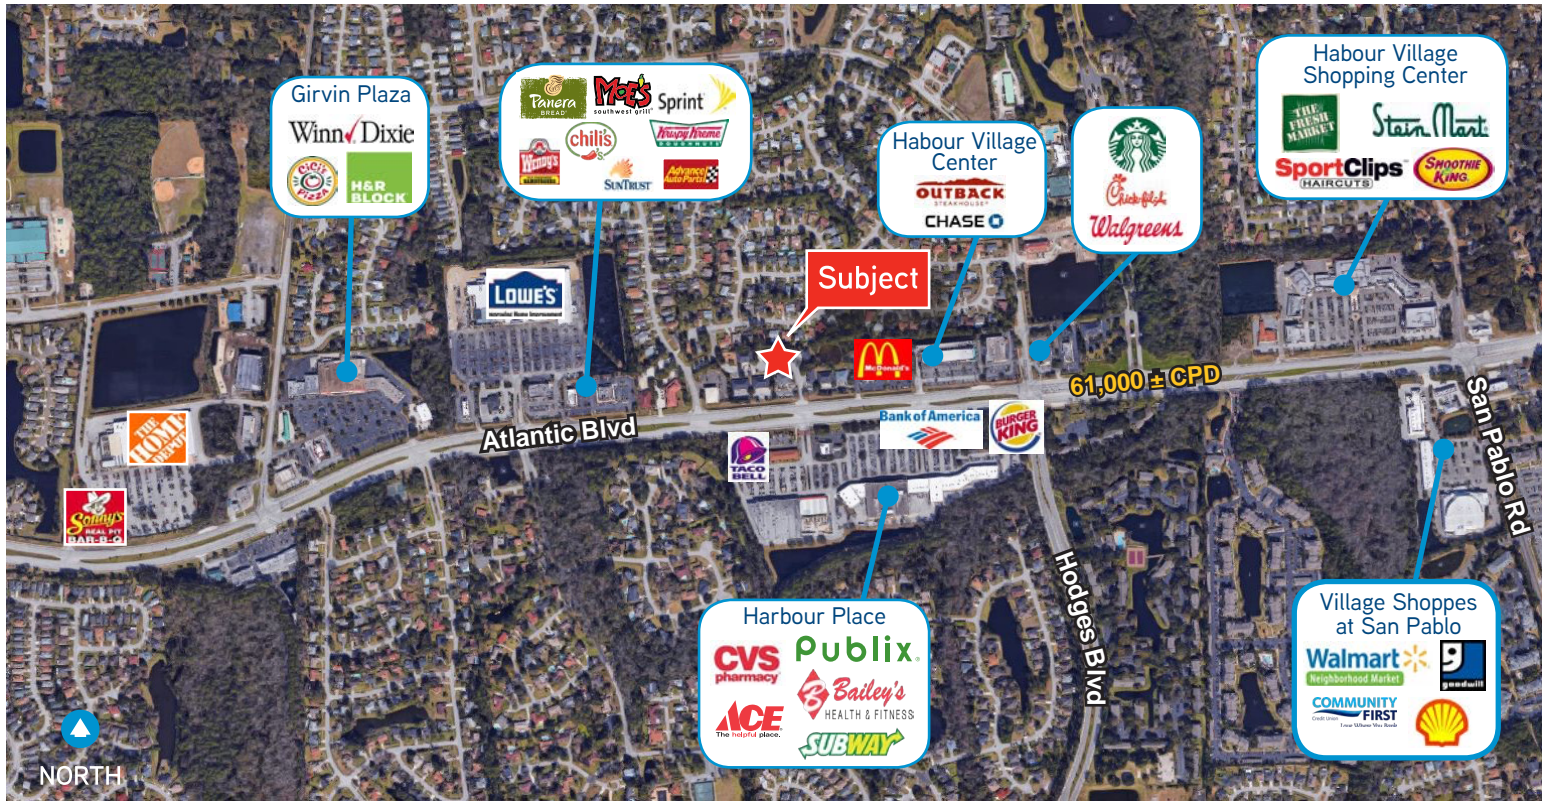 Girvin Plaza
Winn Dixie
CiCi's
PIZZA
H&R
BLOCK
Panera
BREAD
MOE'S
southwest grill
Sprint
Wendy's
chili's
Krispy Kreme
DOUGHNUTS
SUNTRUST
Advance
Auto Parts
Habour Village
Center
OUTBACK
STEAKHOUSE
CHASE
Chick-fil-A
Walgreens
Habour Village
Shopping Center
THE
FRESH
MARKET
Stein Mart
SportClips
HAIRCUTS
SMOOTHIE
KING
LOWE'S
Subject
McDonald's
61,000 ± CPD
San Pablo Rd
THE
HOME
DEPOT
Atlantic Blvd
TACO
BELL
Bank of America
BURGER
KING
Sonny's
REAL PIT
BAR-B-Q
Hodges Blvd
Harbour Place
CVS
pharmacy
Publix
ACE
The helpful place.
B
Bailey's
HEALTH & FITNESS
SUBWAY
Village Shoppes
at San Pablo
Walmart
Neighborhood Market
g
goodwill
COMMUNITY
FIRST
Credit Union
NORTH